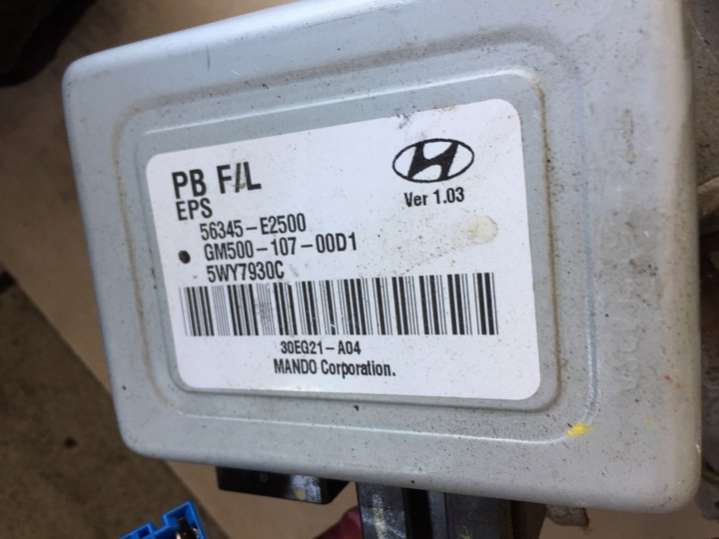 PB F/L
EPS
Ver 1.03
56345-E2500
GM500-107-00D1
5WY7930C
30EG21-A04
MANDO Corporation.